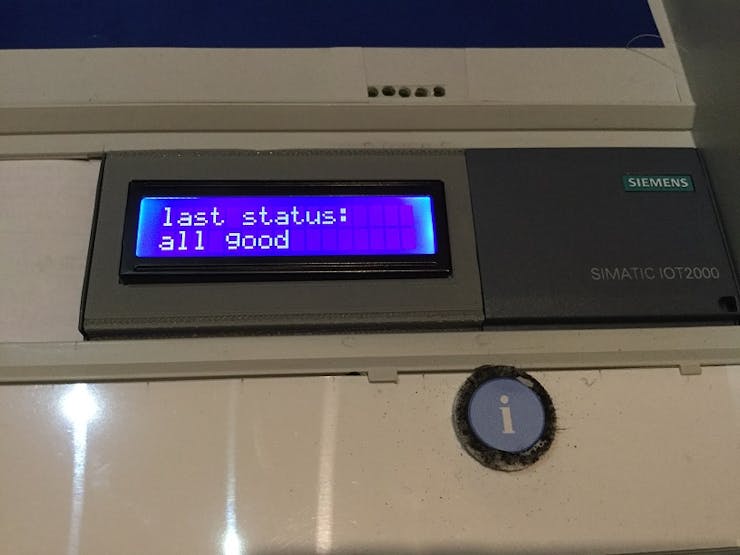 last status:
all good
SIEMENS
SIMATIC IOT2000
i